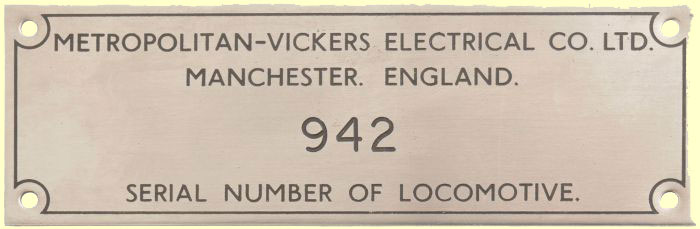 METROPOLITAN-VICKERS ELECTRICAL CO. LTD.
MANCHESTER. ENGLAND.
942
SERIAL NUMBER OF LOCOMOTIVE.